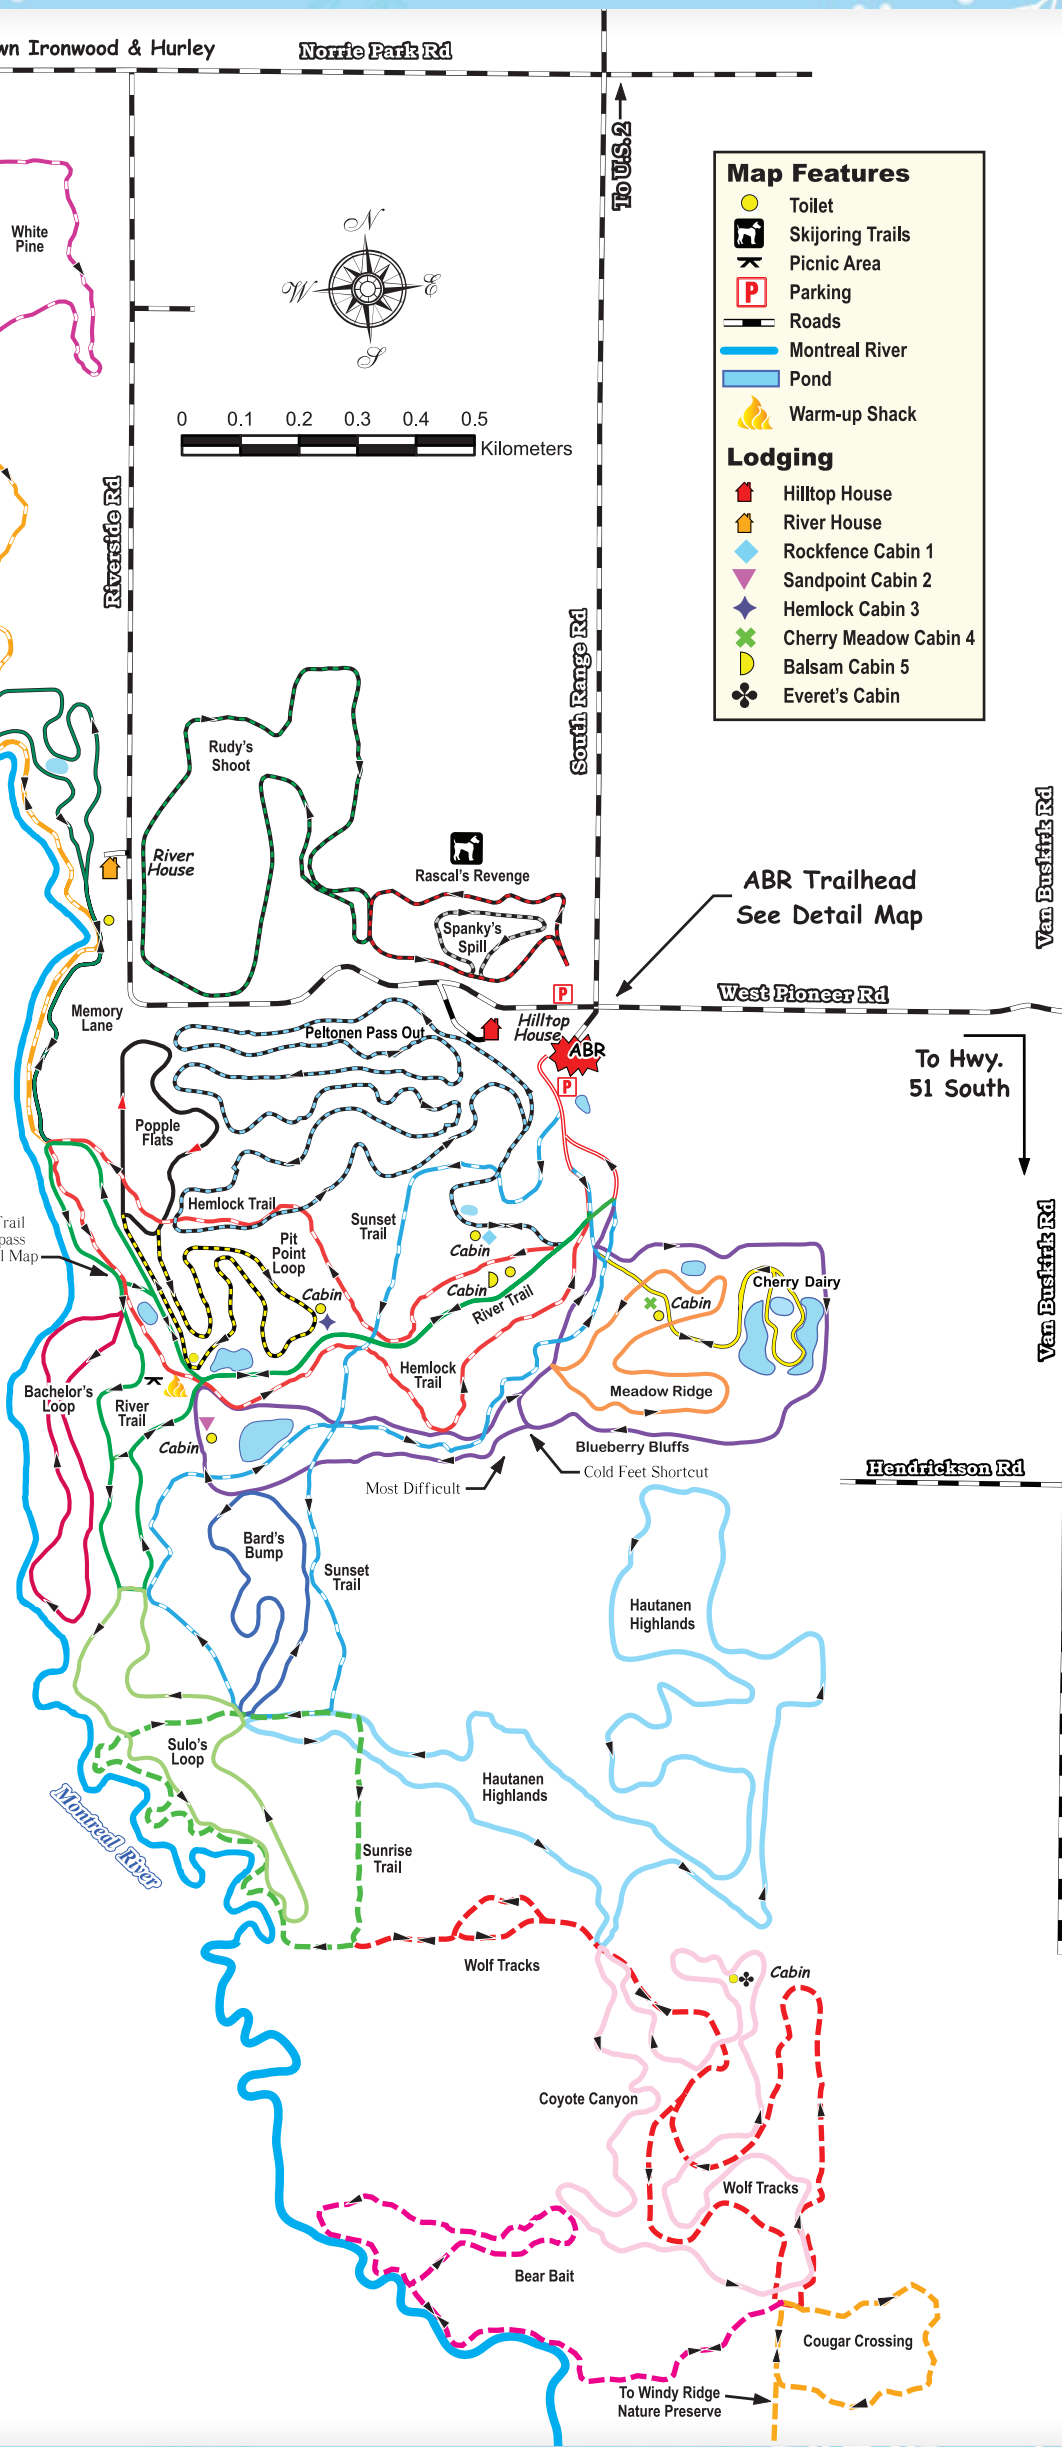 wn Ironwood & Hurley
Norrie Park Rd
To U.S. 2
White
Pine
N
W
E
S
0 0.1 0.2 0.3 0.4 0.5
Kilometers
Map Features
Toilet
Skijoring Trails
Picnic Area
P Parking
Roads
Montreal River
Pond
Warm-up Shack
Lodging
Hilltop House
River House
Rockfence Cabin 1
Sandpoint Cabin 2
Hemlock Cabin 3
Cherry Meadow Cabin 4
Balsam Cabin 5
Everet's Cabin
Riverside Rd
South Range Rd
Van Buskirk Rd
Rudy's
Shoot
River
House
Rascal's Revenge
Spanky's
Spill
ABR Trailhead
See Detail Map
P
West Pioneer Rd
Memory
Lane
Peltonen Pass Out
Hilltop
House
ABR
P
To Hwy.
51 South
Popple
Flats
Hemlock Trail
Sunset
Trail
Trail
pass
l Map
Pit
Point
Loop
Cabin
Cabin
Cabin
River Trail
Cherry Dairy
Cabin
Van Buskirk Rd
Hemlock
Trail
Meadow Ridge
Bachelor's
Loop
River
Trail
Cabin
Blueberry Bluffs
Cold Feet Shortcut
Most Difficult
Hendrickson Rd
Bard's
Bump
Sunset
Trail
Hautanen
Highlands
Sulo's
Loop
Hautanen
Highlands
Montreal River
Sunrise
Trail
Wolf Tracks
Cabin
Coyote Canyon
Wolf Tracks
Bear Bait
Cougar Crossing
To Windy Ridge
Nature Preserve